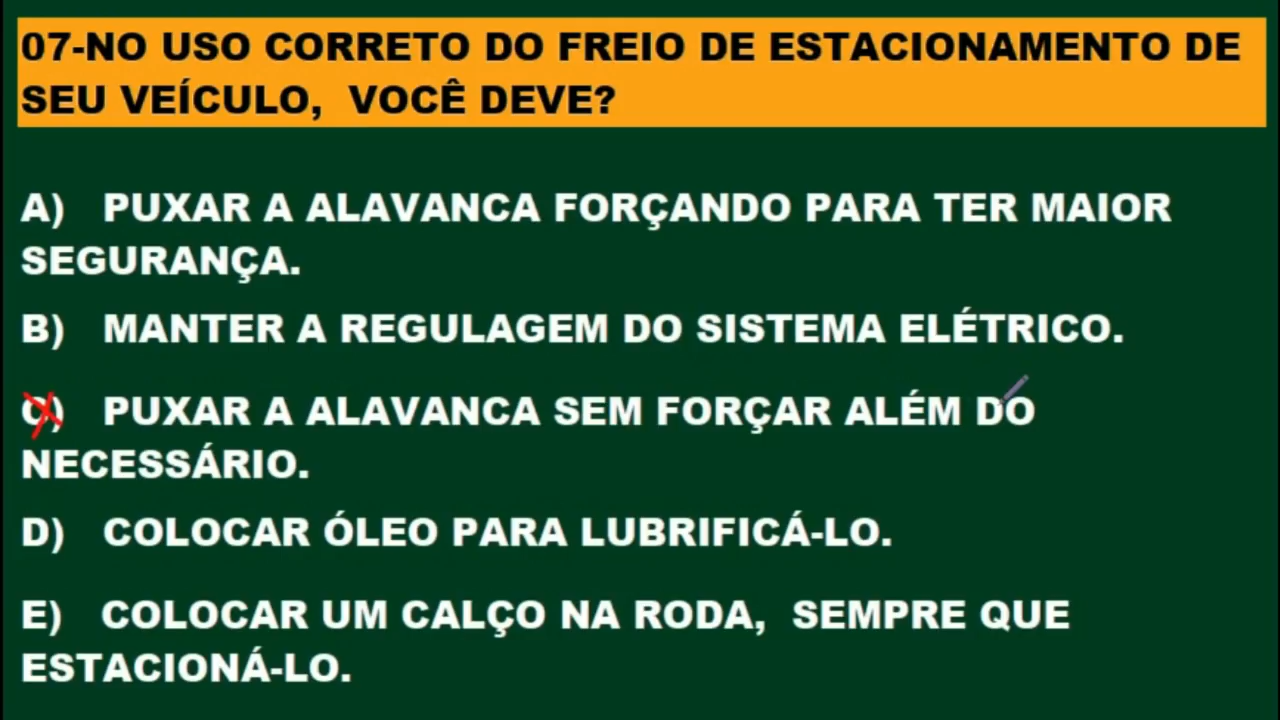 07-NO USO CORRETO DO FREIO DE ESTACIONAMENTO DE
SEU VEÍCULO, VOCÊ DEVE?
A) PUXAR A ALAVANCA FORÇANDO PARA TER MAIOR
SEGURANÇA.
B) MANTER A REGULAGEM DO SISTEMA ELÉTRICO.
C) PUXAR A ALAVANCA SEM FORÇAR ALÉM DO
NECESSÁRIO.
D) COLOCAR ÓLEO PARA LUBRIFICÁ-LO.
E) COLOCAR UM CALÇO NA RODA, SEMPRE QUE
ESTACIONÁ-LO.